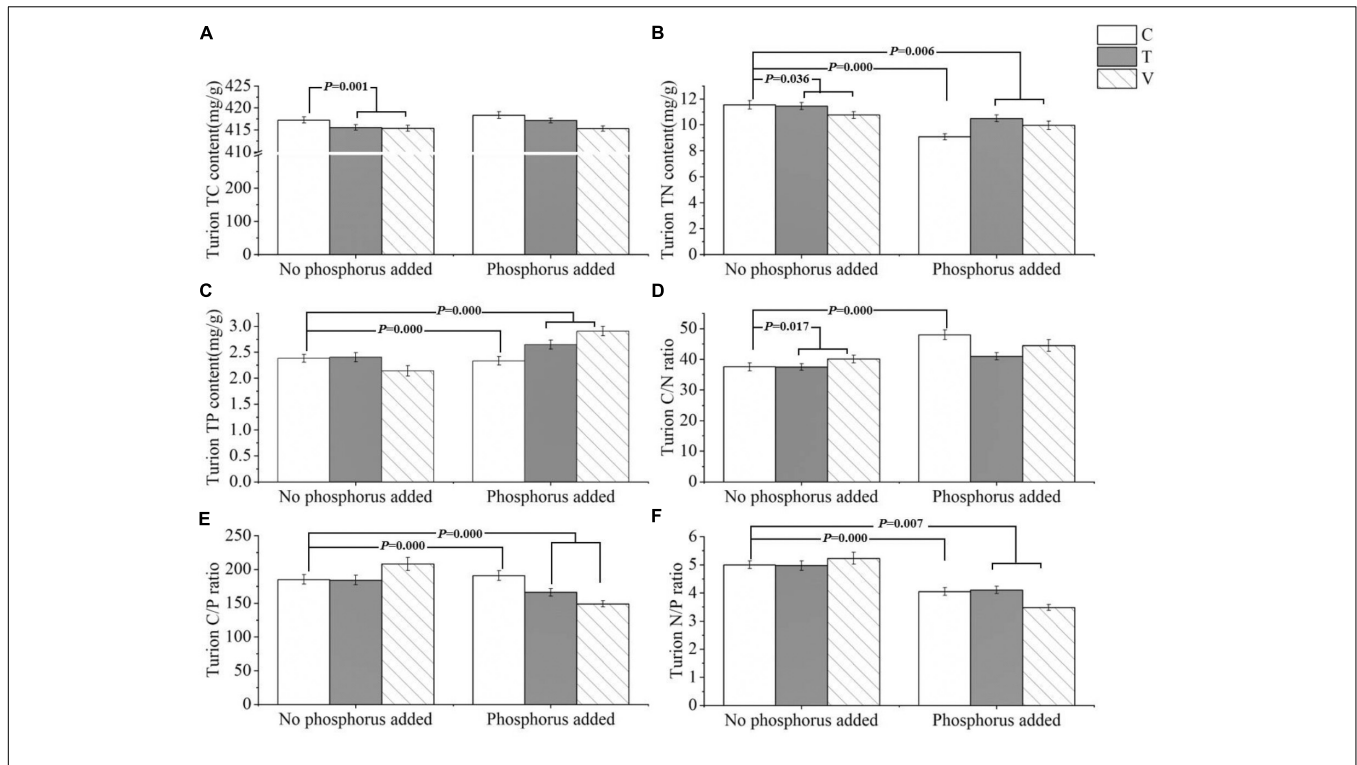 A
P=0.001
Turion TC content(mg/g)
425
420
415
410
200
100
0
No phosphorus added
Phosphorus added
B
P=0.006
P=0.000
P=0.036
Turion TN content(mg/g)
12
10
8
6
4
2
0
No phosphorus added
Phosphorus added
C
T
V
C
P=0.000
P=0.000
Turion TP content(mg/g)
3.0
2.5
2.0
1.5
1.0
0.5
0.0
No phosphorus added
Phosphorus added
D
P=0.000
P=0.017
Turion C/N ratio
50
40
30
20
10
0
No phosphorus added
Phosphorus added
E
P=0.000
P=0.000
Turion C/P ratio
250
200
150
100
50
0
No phosphorus added
Phosphorus added
F
P=0.007
P=0.000
Turion N/P ratio
6
5
4
3
2
1
0
No phosphorus added
Phosphorus added